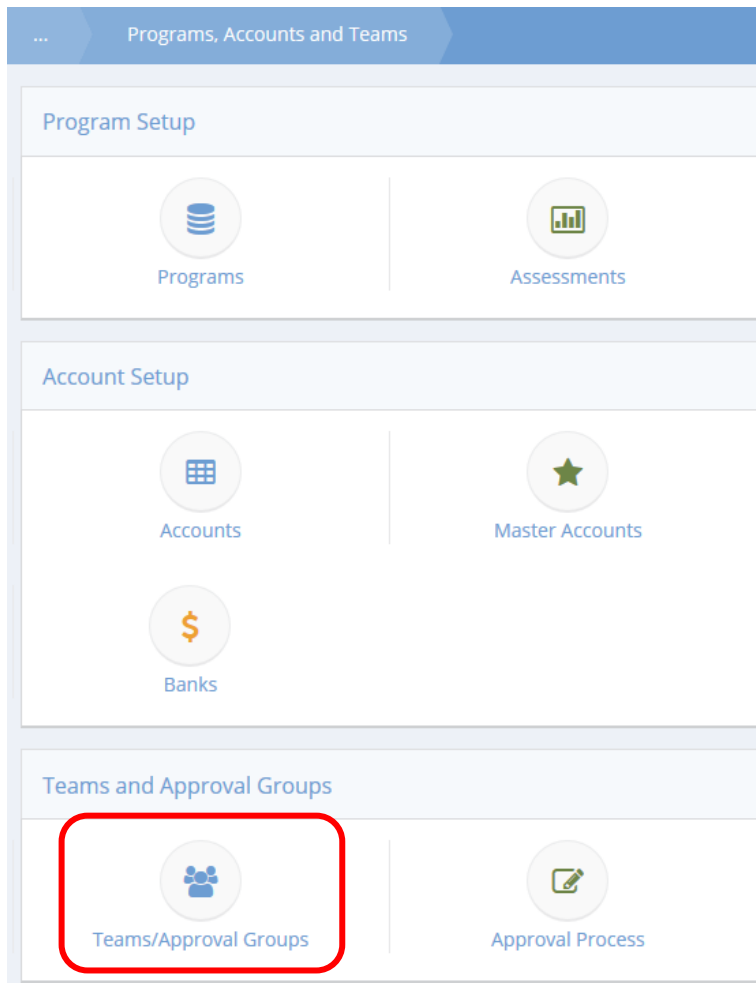 ... Programs, Accounts and Teams
Program Setup
Programs Assessments
Account Setup
Accounts Master Accounts
$
Banks
Teams and Approval Groups
Teams/Approval Groups Approval Process